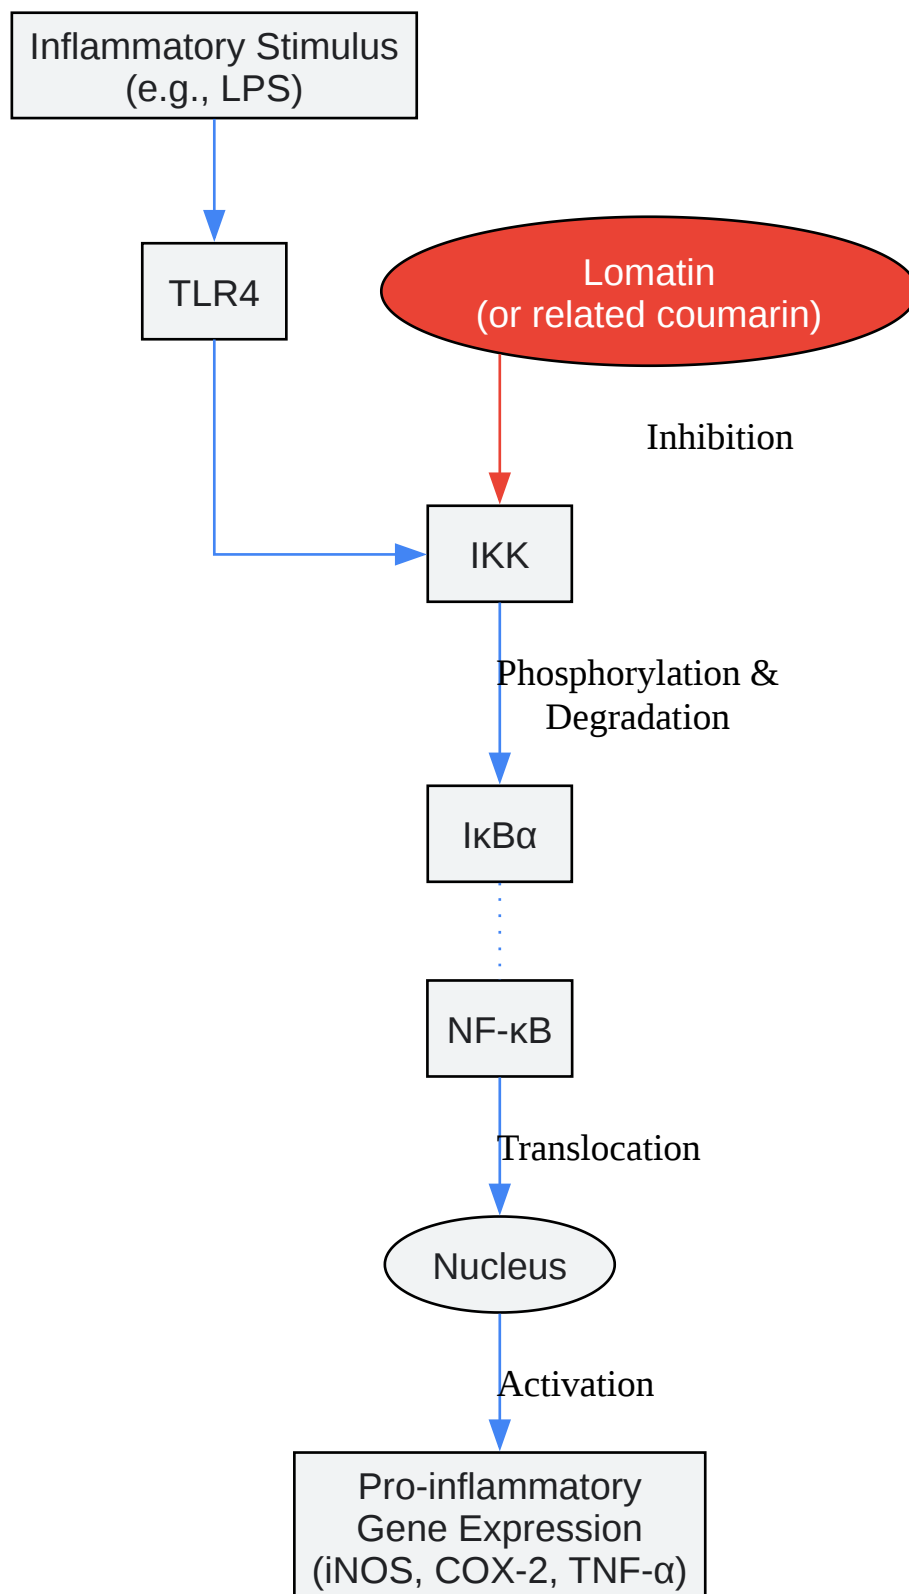 Inflammatory Stimulus
(e.g., LPS)
TLR4
Lomatin
(or related coumarin)
Inhibition
IKK
Phosphorylation &
Degradation
IκBα
NF-κB
Translocation
Nucleus
Activation
Pro-inflammatory
Gene Expression
(iNOS, COX-2, TNF-α)